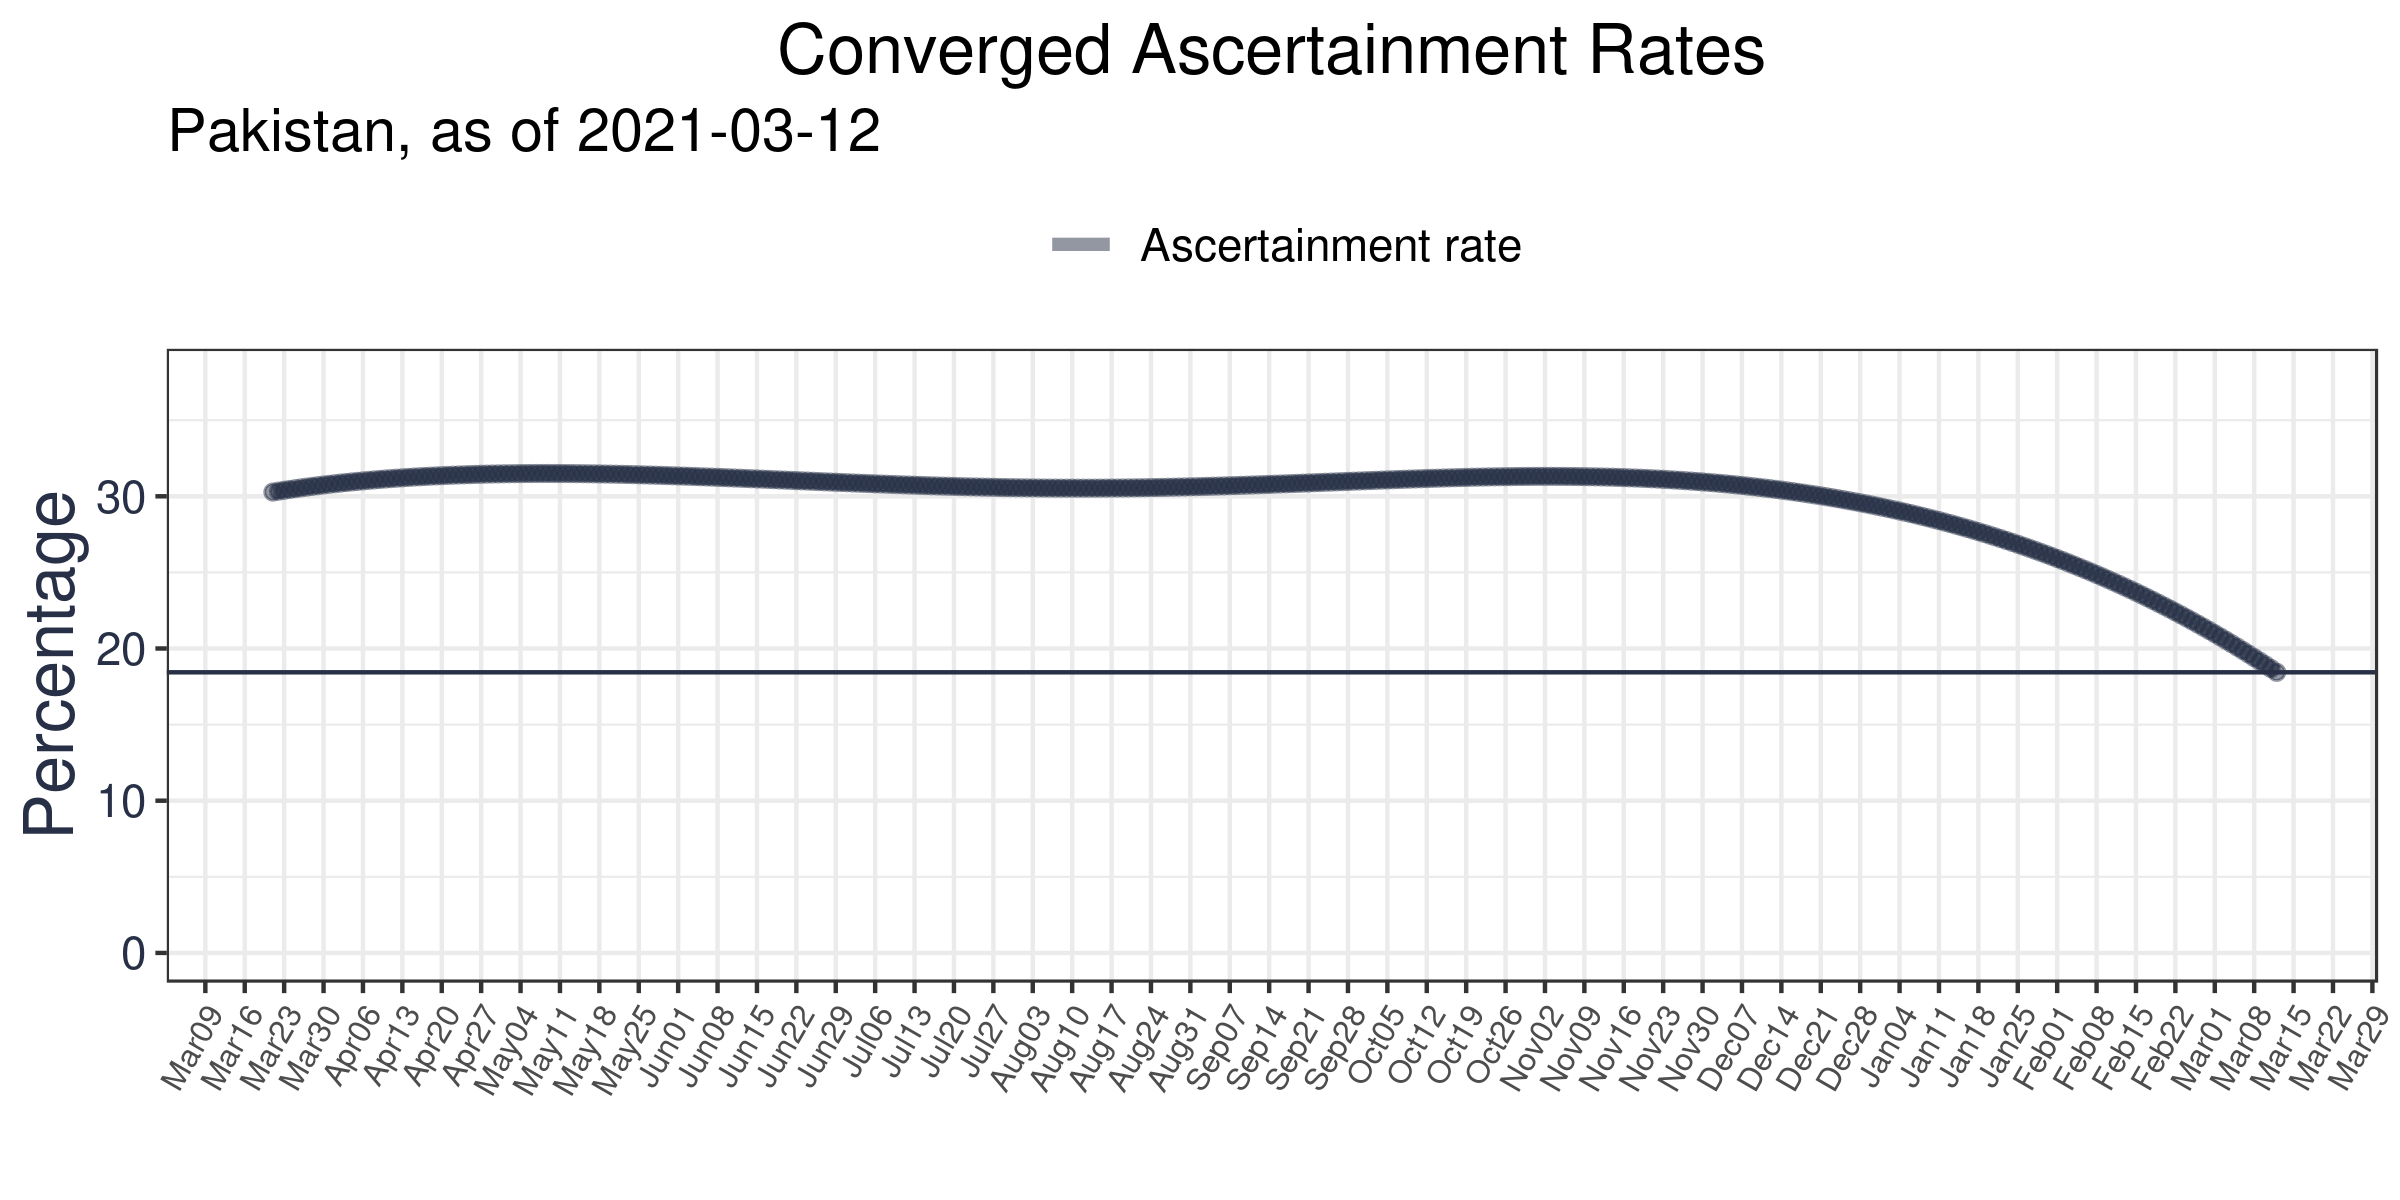 Converged Ascertainment Rates
Pakistan, as of 2021-03-12
Ascertainment rate
Percentage
30
20
10
0
Mar09 Mar16 Mar23 Mar30 Apr06 Apr13 Apr20 Apr27 May04 May11 May18 May25 Jun01 Jun08 Jun15 Jun22 Jun29 Jul06 Jul13 Jul20 Jul27 Aug03 Aug10 Aug17 Aug24 Aug31 Sep07 Sep14 Sep21 Sep28 Oct05 Oct12 Oct19 Oct26 Nov02 Nov09 Nov16 Nov23 Nov30 Dec07 Dec14 Dec21 Dec28 Jan04 Jan11 Jan18 Jan25 Feb01 Feb08 Feb15 Feb22 Mar01 Mar08 Mar15 Mar22 Mar29